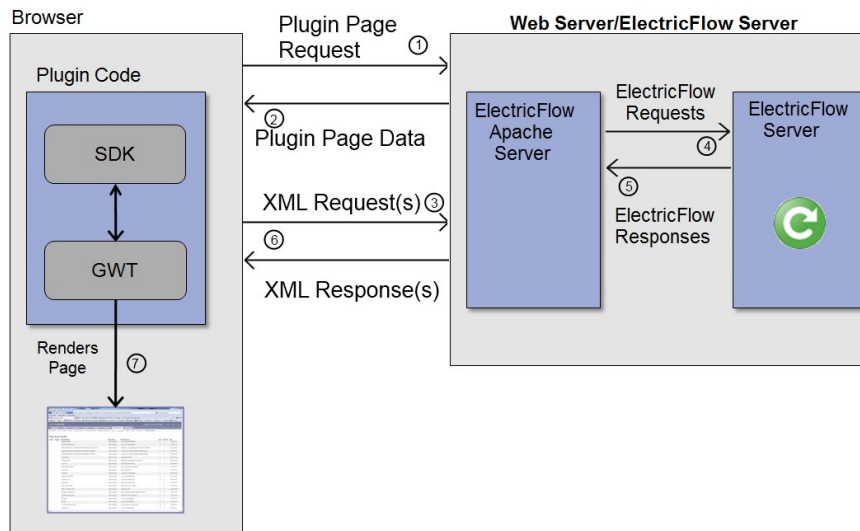 Browser
Web Server/ElectricFlow Server
Plugin Page
Request
1
Plugin Code
SDK
GWT
2
Plugin Page Data
XML Request(s)
3
6
XML Response(s)
ElectricFlow
Apache
Server
ElectricFlow
Requests
4
5
ElectricFlow
Responses
ElectricFlow
Server
Renders
Page
7